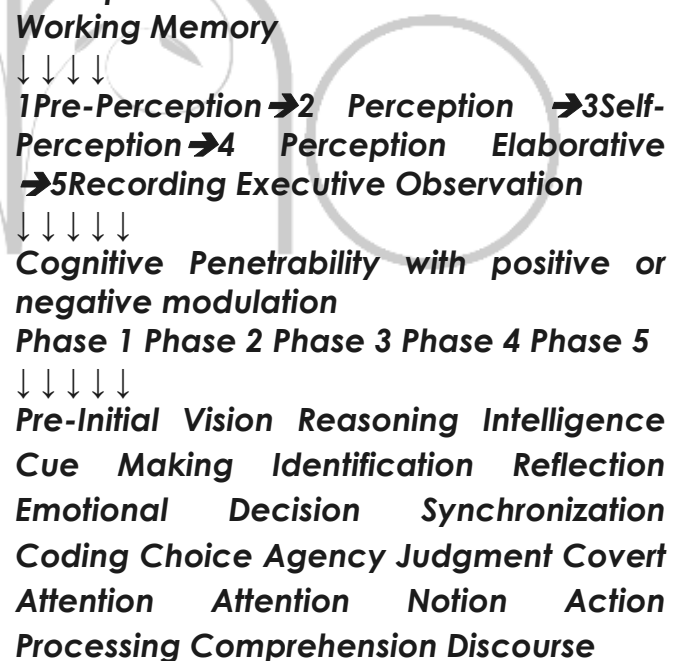 Working Memory
↓ ↓ ↓ ↓
1Pre-Perception➔2 Perception ➔3Self-
Perception➔4 Perception Elaborative
➔5Recording Executive Observation
↓ ↓ ↓ ↓ ↓
Cognitive Penetrability with positive or
negative modulation
Phase 1 Phase 2 Phase 3 Phase 4 Phase 5
↓ ↓ ↓ ↓ ↓
Pre-Initial Vision Reasoning Intelligence
Cue Making Identification Reflection
Emotional Decision Synchronization
Coding Choice Agency Judgment Covert
Attention Attention Notion Action
Processing Comprehension Discourse